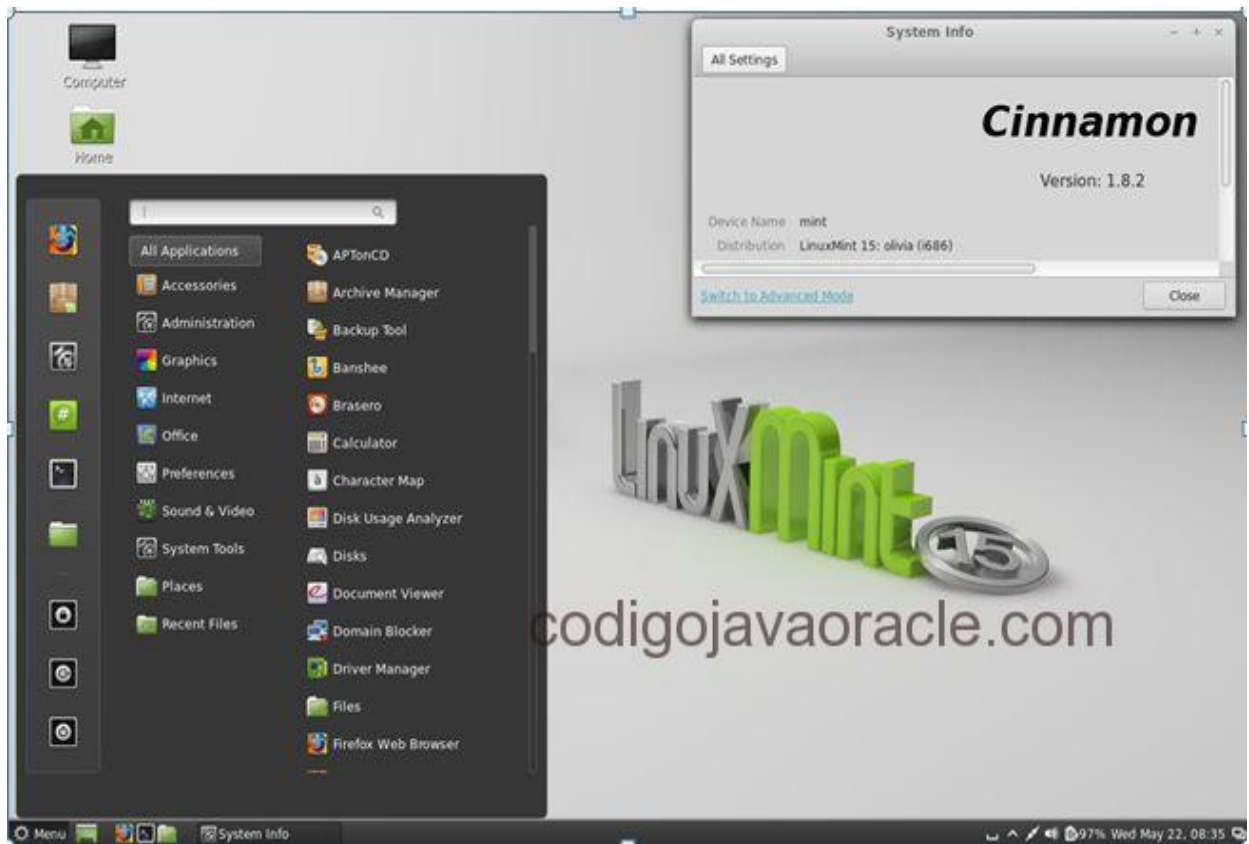 Computer
Home
System Info
All Settings
Cinnamon
Version: 1.8.2
Device Name mint
Distribution LinuxMint 15: olivia (i686)
Switch to Advanced Mode
Close
All Applications
Accessories
Administration
Graphics
Internet
Office
Preferences
Sound & Video
System Tools
Places
Recent Files
APTonCD
Archive Manager
Backup Tool
Banshee
Brasero
Calculator
Character Map
Disk Usage Analyzer
Disks
Document Viewer
Domain Blocker
Driver Manager
Files
Firefox Web Browser
LinuxMint
15
codigojavaoracle.com
Menu
System Info
97% Wed May 22, 08:35